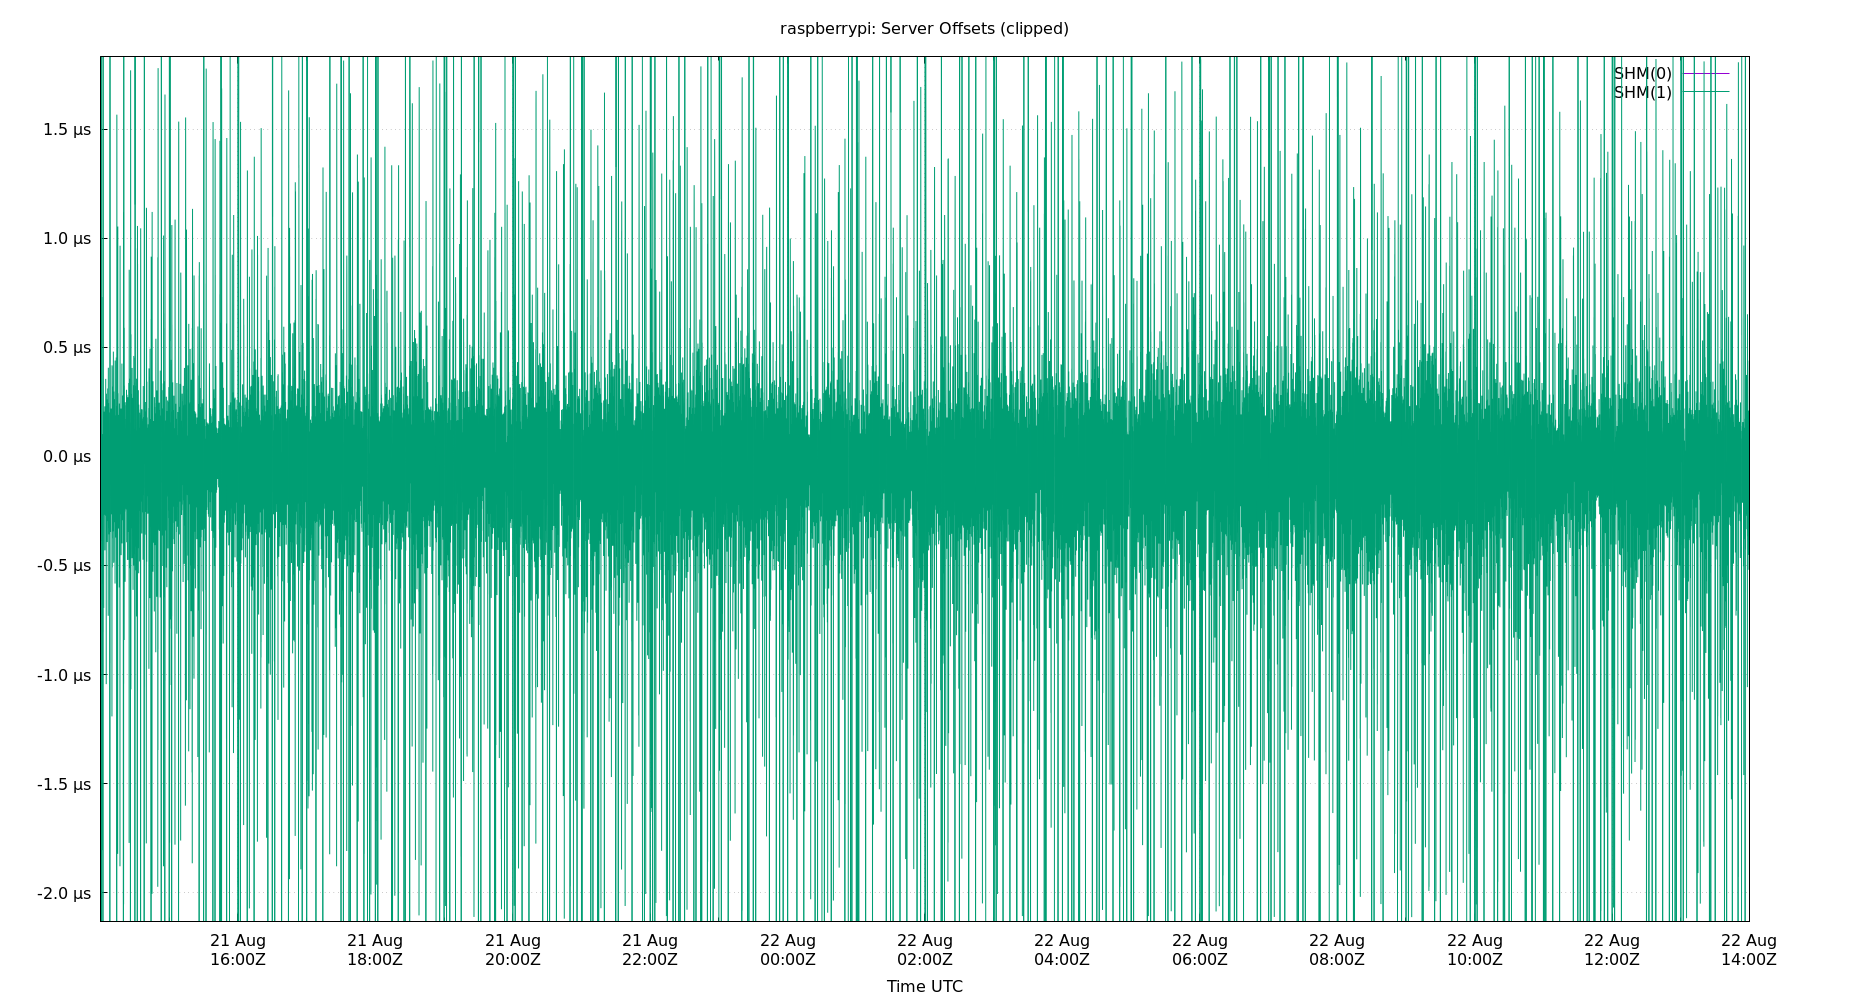 raspberrypi: Server Offsets (clipped)
SHM(0)
SHM(1)
1.5 µs
1.0 µs
0.5 µs
0.0 µs
-0.5 µs
-1.0 µs
-1.5 µs
-2.0 µs
21 Aug 21 Aug 21 Aug 21 Aug 22 Aug 22 Aug 22 Aug 22 Aug 22 Aug 22 Aug 22 Aug 22 Aug
16:00Z 18:00Z 20:00Z 22:00Z 00:00Z 02:00Z 04:00Z 06:00Z 08:00Z 10:00Z 12:00Z 14:00Z
Time UTC